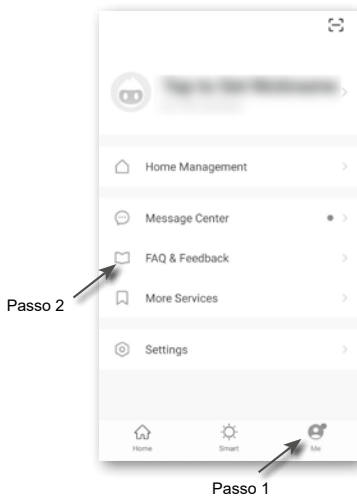 Home Management
Message Center
FAQ & Feedback
Passo 2
More Services
Settings
Home
Smart
Me
Passo 1